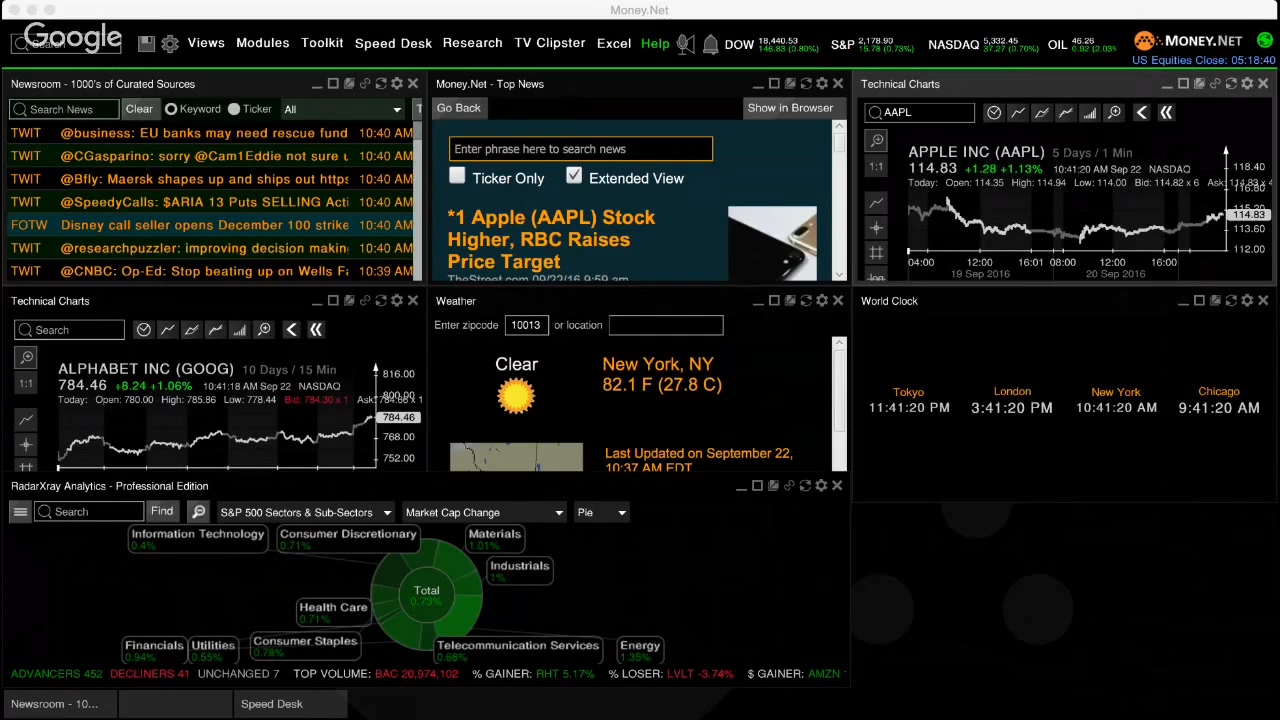 Money.Net
Google
Views Modules Toolkit Speed Desk Research TV Clipster Excel Help
DOW 18,440.53 146.83 (0.80%)
S&P 2,178.90 15.78 (0.73%)
NASDAQ 5,332.45 37.27 (0.70%)
OIL 46.92 0.92 (2.03%
MONEY.NET
US Equities Close: 05:18:40
Newsroom - 1000's of Curated Sources
Search News Clear Keyword Ticker All
TWIT @business: EU banks may need rescue fund 10:40 AM
TWIT @CGasparino: sorry @Cam1Eddie not sure 10:40 AM
TWIT @Bfly: Maersk shapes up and ships out https 10:40 AM
TWIT @SpeedyCalls: $ARIA 13 Puts SELLING Acti 10:40 AM
FOTW Disney call seller opens December 100 strike 10:40 AM
TWIT @researchpuzzler: improving decision makin 10:40 AM
TWIT @CNBC: Op-Ed: Stop beating up on Wells Fa 10:39 AM
Money.Net - Top News
Go Back Show in Browser
Enter phrase here to search news
Ticker Only Extended View
*1 Apple (AAPL) Stock
Higher, RBC Raises
Price Target
TheStreet.com 09/22/16 9:59 am
Technical Charts
AAPL
1:1
APPLE INC (AAPL) 5 Days / 1 Min
114.83 +1.28 +1.13% 10:41:20 AM Sep 22 NASDAQ
Today: Open: 114.35 High: 114.94 Low: 114.00 Bid: 114.82 x 6 Ask:
118.40
116.80
115.20
114.83
113.60
112.00
04:00 12:00 16:01 08:00 12:00 16:00
19 Sep 2016 20 Sep 2016
Technical Charts
Search
1:1
ALPHABET INC (GOOG) 10 Days / 15 Min
784.46 +8.24 +1.06% 10:41:18 AM Sep 22 NASDAQ
Today: Open: 780.00 High: 785.86 Low: 778.44 Bid: 784.30 x 1 Ask:
816.00
800.00
784.46
768.00
752.00
Weather
Enter zipcode 10013 or location
Clear
New York, NY
82.1 F (27.8 C)
Last Updated on September 22,
10:37 AM EDT
World Clock
Tokyo London New York Chicago
11:41:20 PM 3:41:20 PM 10:41:20 AM 9:41:20 AM
RadarXray Analytics - Professional Edition
Search Find S&P 500 Sectors & Sub-Sectors Market Cap Change Pie
Information Technology
0.4%
Consumer Discretionary
0.71%
Materials
1.01%
Industrials
1%
Total
0.73%
Health Care
0.71%
Financials
0.94%
Utilities
0.55%
Consumer Staples
0.78%
Telecommunication Services
0.68%
Energy
1.35%
ADVANCERS 452 DECLINERS 41 UNCHANGED 7 TOP VOLUME: BAC 20,974,102 % GAINER: RHT 5.17% % LOSER: LVLT -3.74% $ GAINER: AMZN
Newsroom - 10... Speed Desk